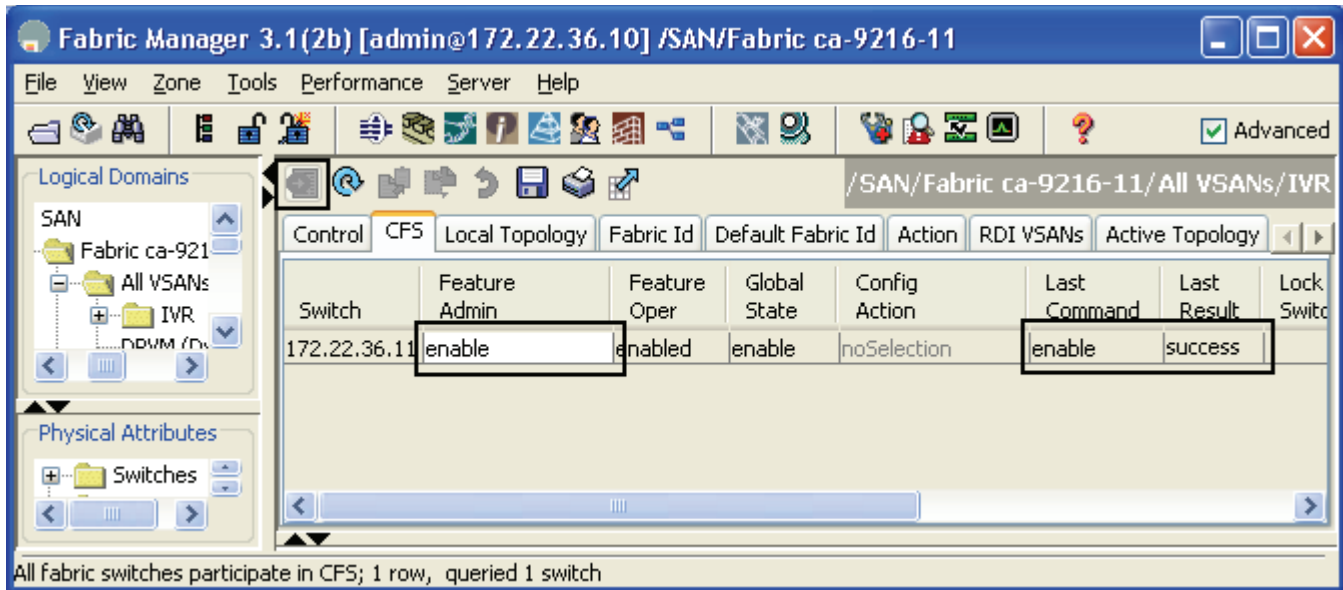 Fabric Manager 3.1(2b) [admin@172.22.36.10] /SAN/Fabric ca-9216-11
File View Zone Tools Performance Server Help
Advanced
Logical Domains
SAN
Fabric ca-921
All VSANs
IVR
/SAN/Fabric ca-9216-11/All VSANs/IVR
Control CFS Local Topology Fabric Id Default Fabric Id Action RDI VSANs Active Topology
Feature Feature Global Config Last Last Lock
Switch Admin Oper State Action Command Result Switc
172.22.36.11 enable enabled enable noSelection enable success
Physical Attributes
Switches
All fabric switches participate in CFS; 1 row, queried 1 switch